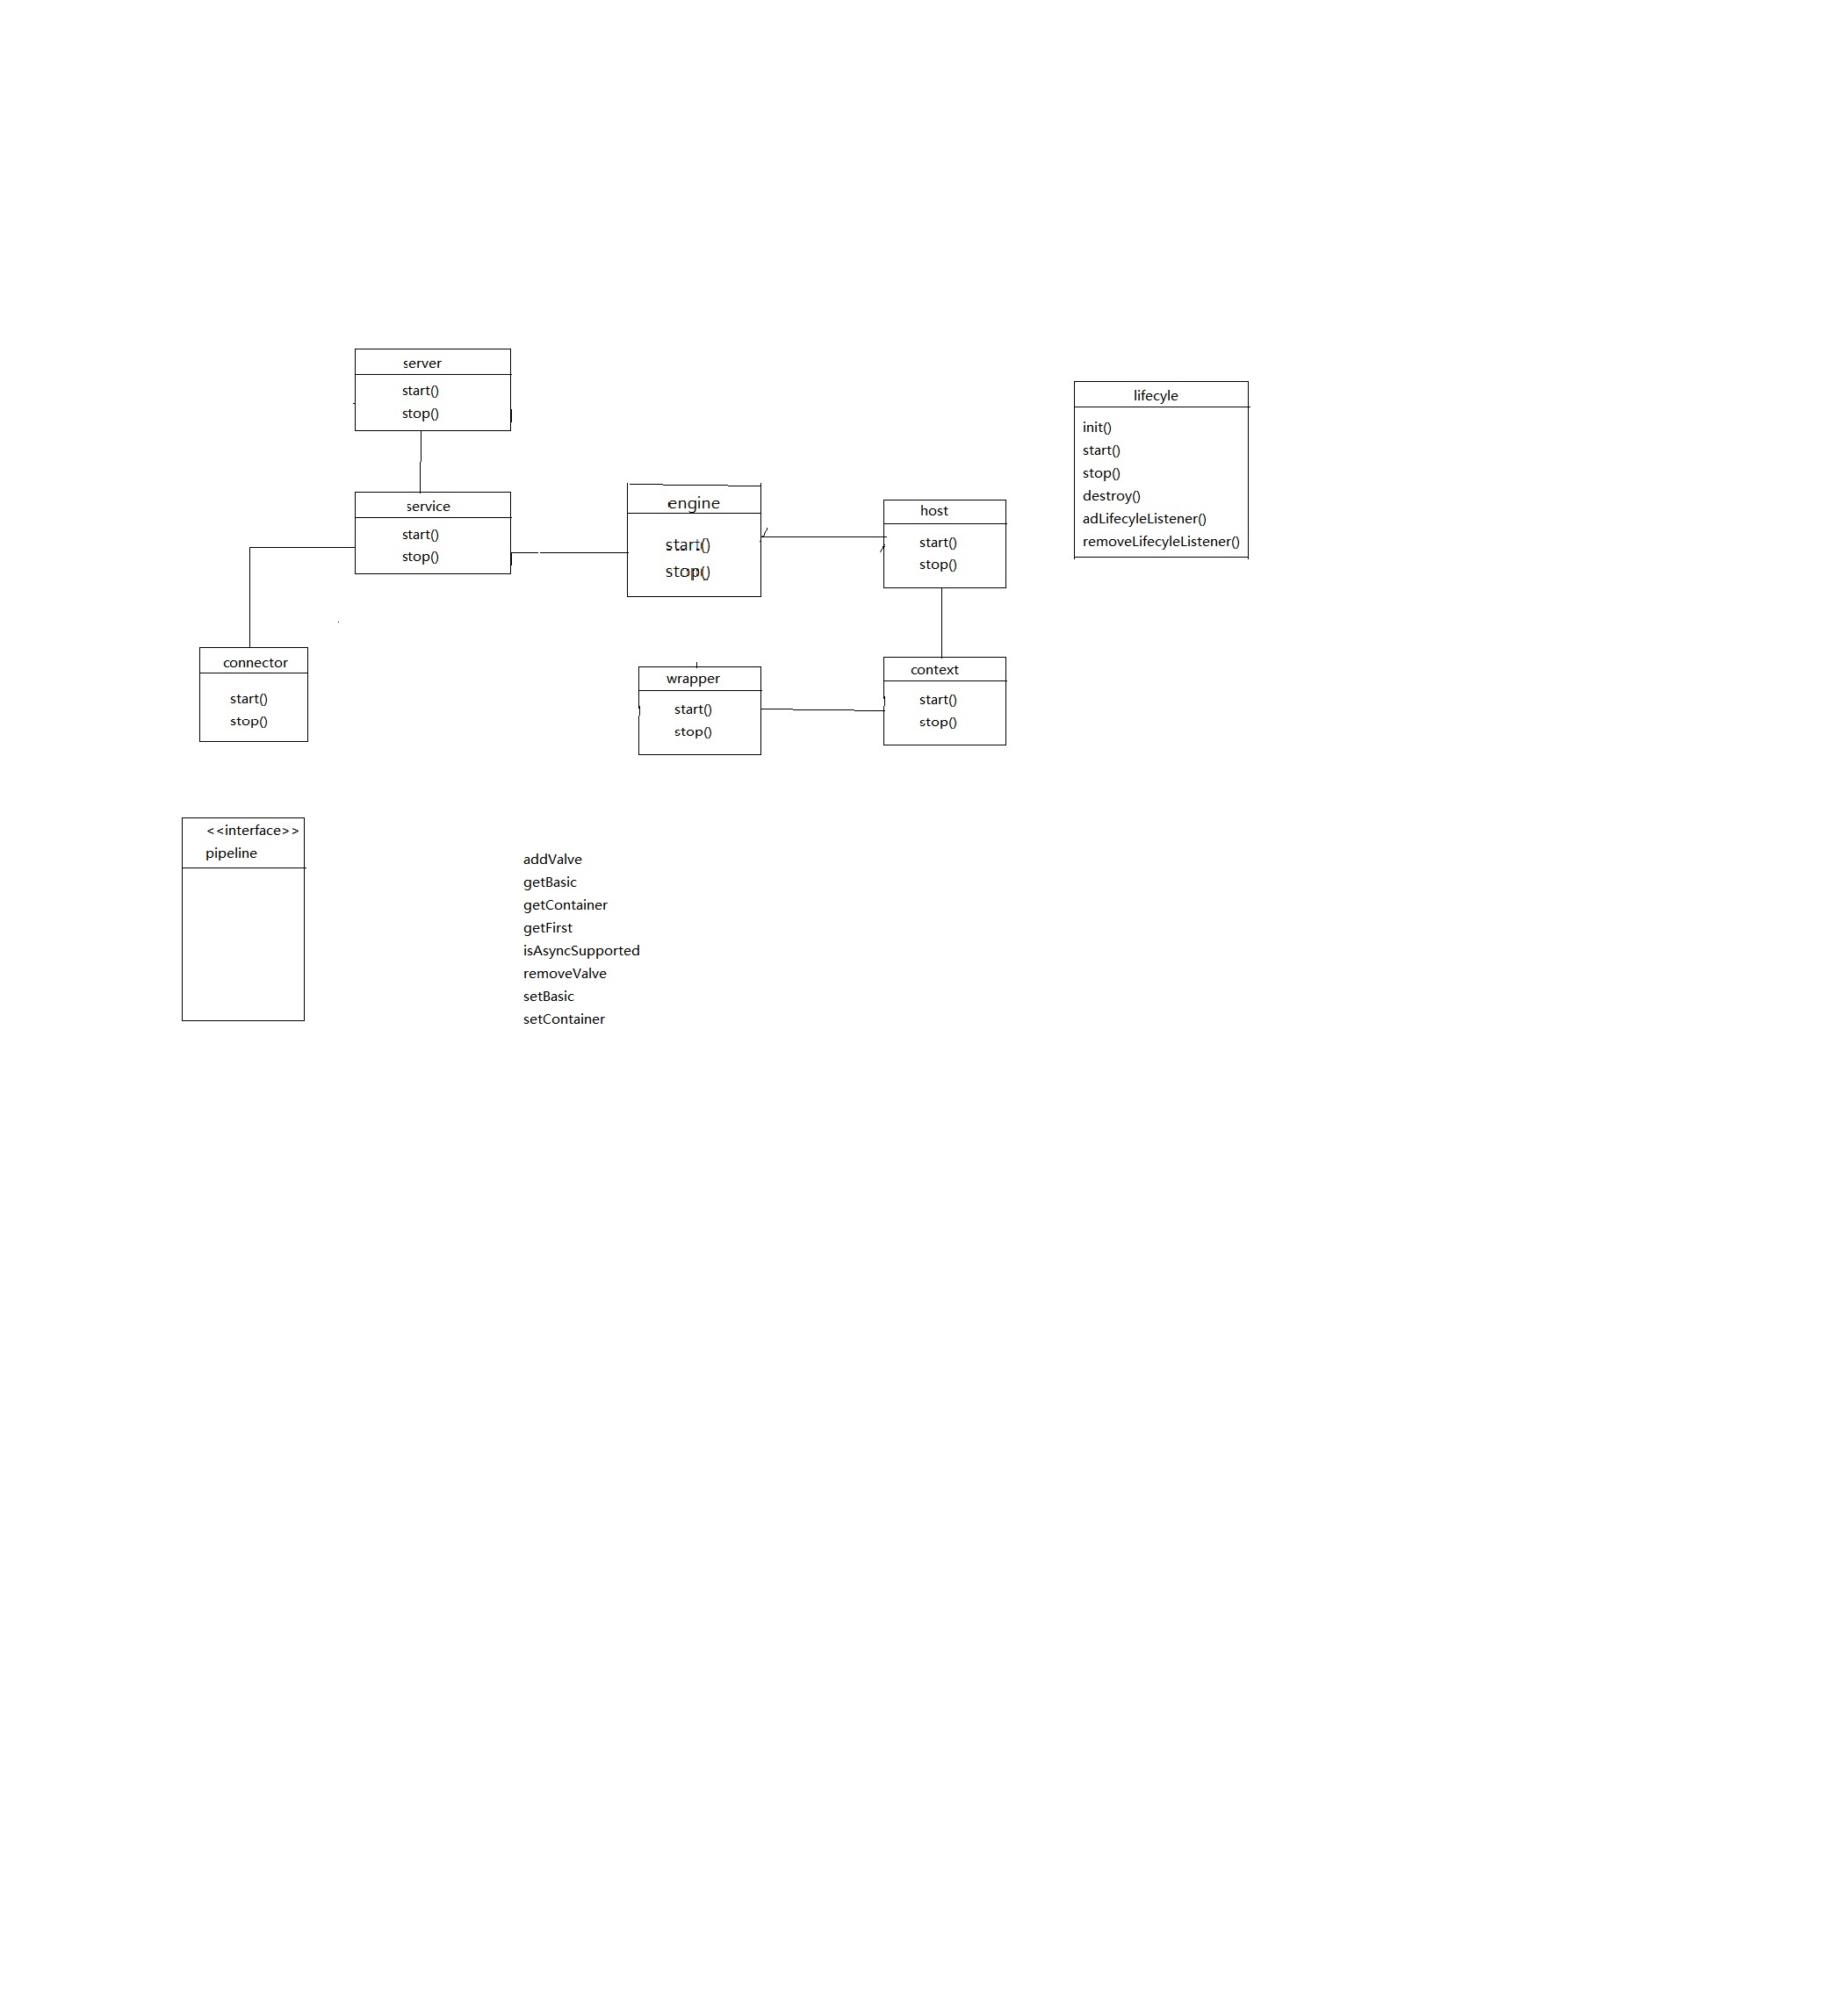 server
start()
stop()
service
start()
stop()
engine
start()
stop()
host
start()
stop()
lifecyle
init()
start()
stop()
destroy()
adLifecyleListener()
removeLifecyleListener()
connector
start()
stop()
wrapper
start()
stop()
context
start()
stop()
<<interface>>
pipeline
addValve
getBasic
getContainer
getFirst
isAsyncSupported
removeValve
setBasic
setContainer